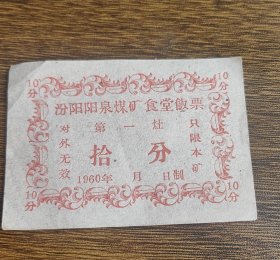 10分
10分
汾阳阳泉煤矿食堂飯票
第一灶
对外无效
只限本矿
拾分
1960年 月 日制
10分
10分